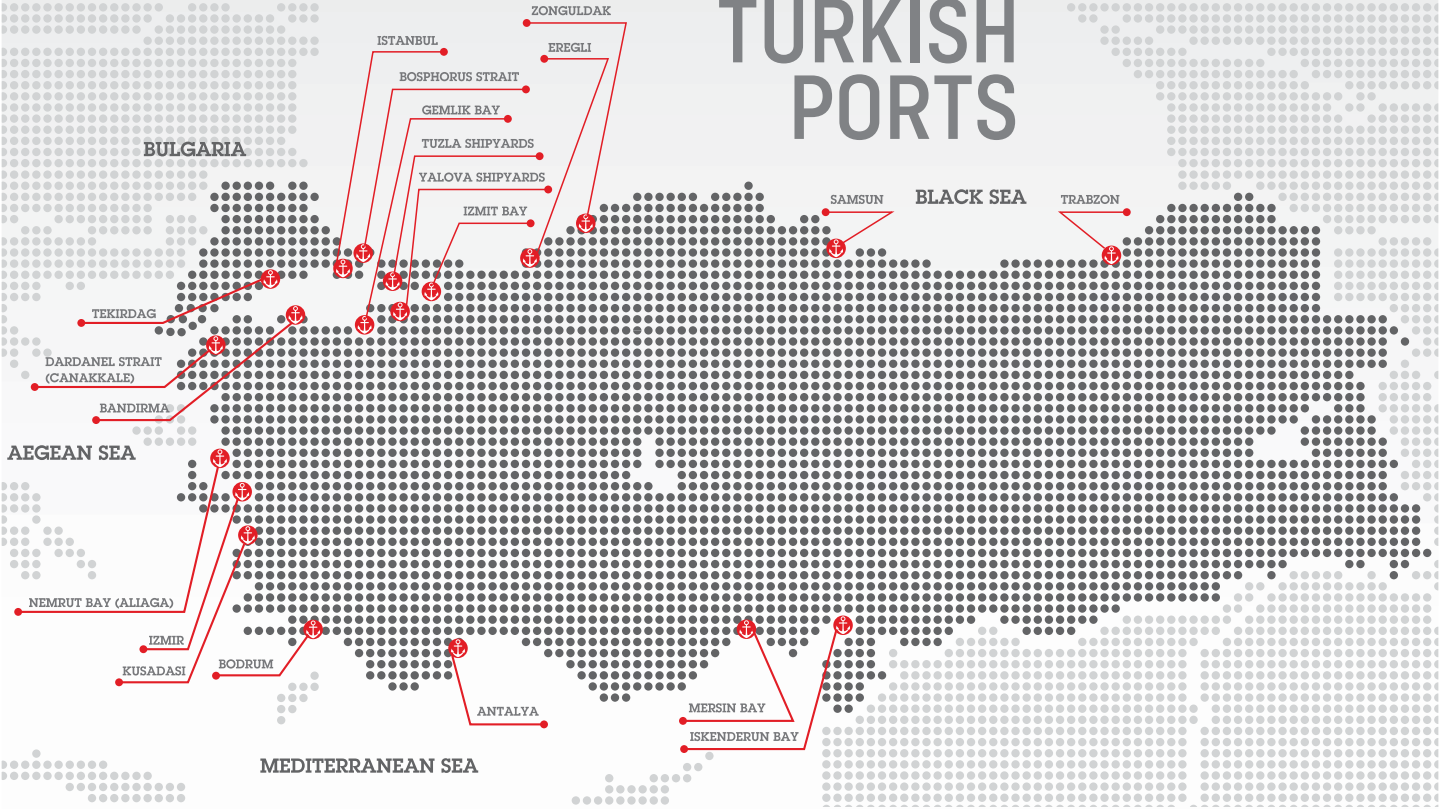 TURKISH
PORTS
ZONGULDAK
ISTANBUL
EREGLI
BOSPHORUS STRAIT
GEMLIK BAY
TUZLA SHIPYARDS
BULGARIA
YALOVA SHIPYARDS
IZMIT BAY
SAMSUN
BLACK SEA
TRABZON
TEKIRDAG
DARDANEL STRAIT
(CANAKKALE)
BANDIRMA
AEGEAN SEA
NEMRUT BAY (ALIAGA)
IZMIR
KUSADASI
BODRUM
ANTALYA
MERSIN BAY
ISKENDERUN BAY
MEDITERRANEAN SEA